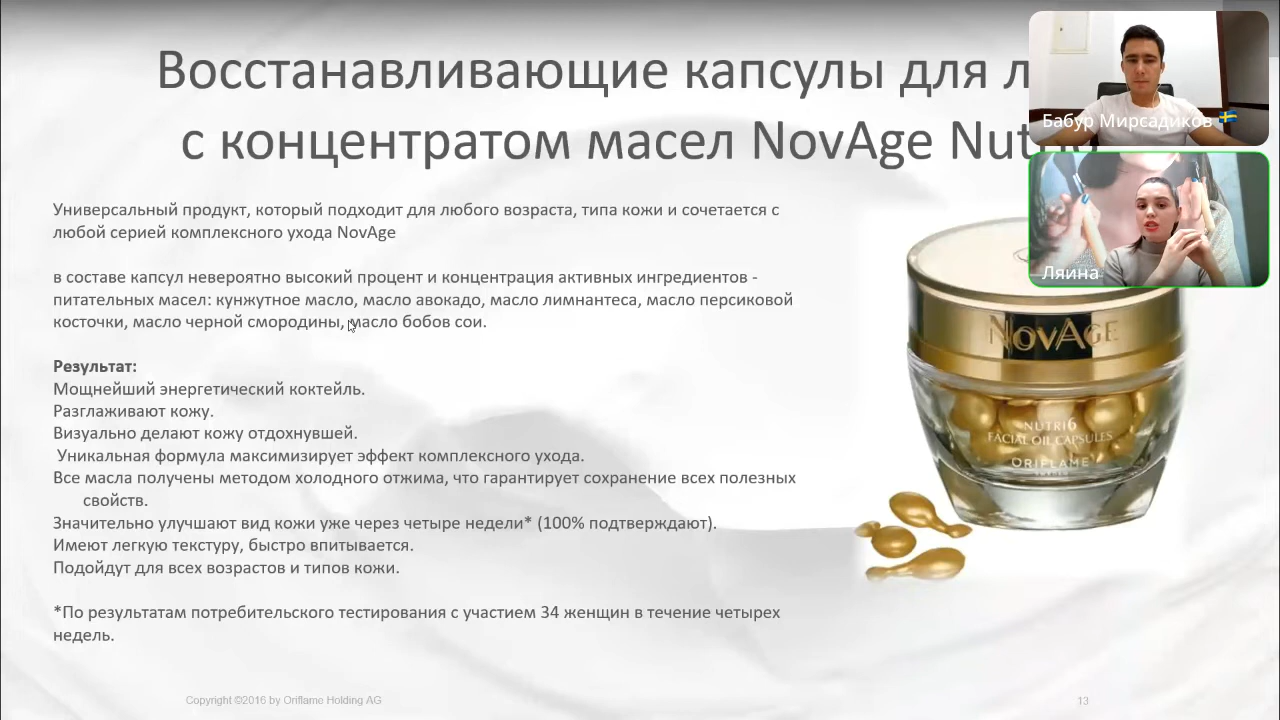 Восстанавливающие капсулы для л
с концентратом масел NovAge Nut
Бабур Мирсадиков
Ляина
Универсальный продукт, который подходит для любого возраста, типа кожи и сочетается с
любой серией комплексного ухода NovAge
в составе капсул невероятно высокий процент и концентрация активных ингредиентов -
питательных масел: кунжутное масло, масло авокадо, масло лимнантеса, масло персиковой
косточки, масло черной смородины, масло бобов сои.
Результат:
Мощнейший энергетический коктейль.
Разглаживают кожу.
Визуально делают кожу отдохнувшей.
Уникальная формула максимизирует эффект комплексного ухода.
Все масла получены методом холодного отжима, что гарантирует сохранение всех полезных
свойств.
Значительно улучшают вид кожи уже через четыре недели* (100% подтверждают).
Имеют легкую текстуру, быстро впитывается.
Подойдут для всех возрастов и типов кожи.
*По результатам потребительского тестирования с участием 34 женщин в течение четырех
недель.
NOVAGE
NUTRI6
FACIAL OIL CAPSULES
ORIFLAME
Copyright ©2016 by Oriflame Holding AG
13